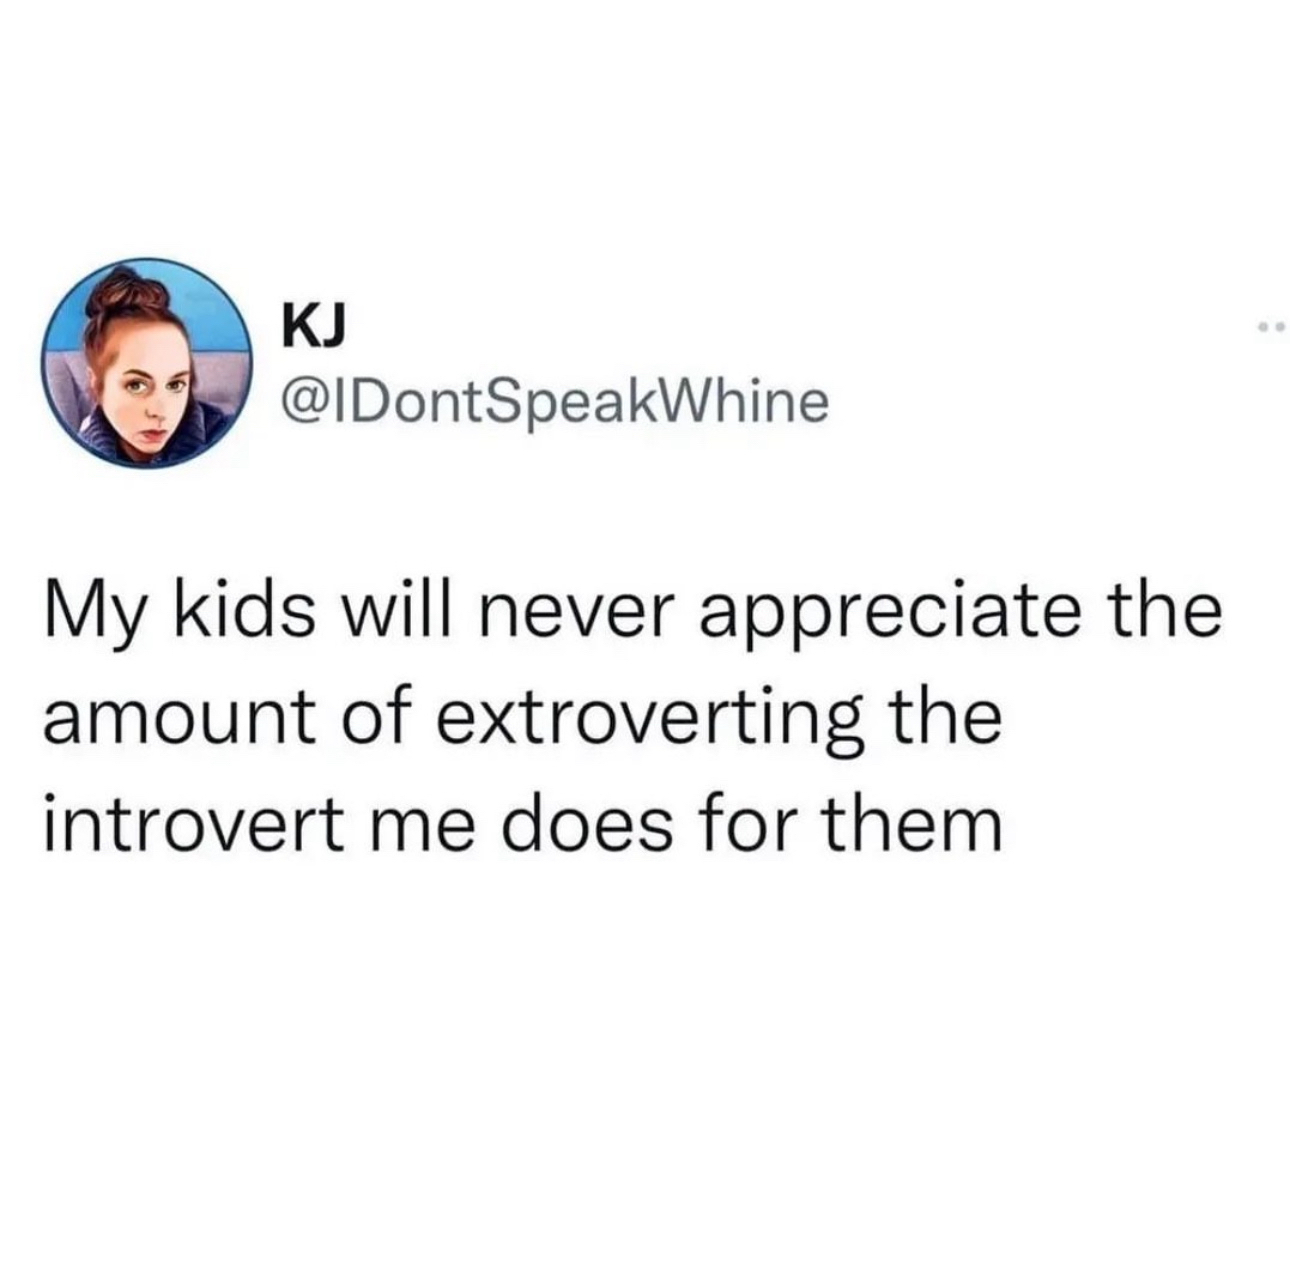 KJ
@IDontSpeakWhine
My kids will never appreciate the
amount of extroverting the
introvert me does for them